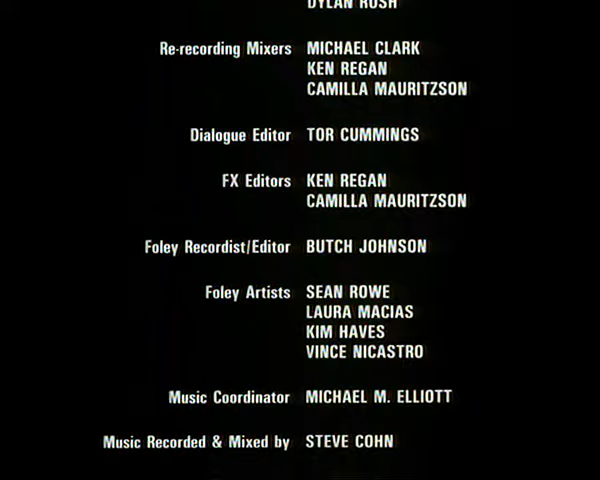 DYLAN RUSH
Re-recording Mixers MICHAEL CLARK
KEN REGAN
CAMILLA MAURITZSON
Dialogue Editor TOR CUMMINGS
FX Editors KEN REGAN
CAMILLA MAURITZSON
Foley Recordist/Editor BUTCH JOHNSON
Foley Artists SEAN ROWE
LAURA MACIAS
KIM HAVES
VINCE NICASTRO
Music Coordinator MICHAEL M. ELLIOTT
Music Recorded & Mixed by STEVE COHN